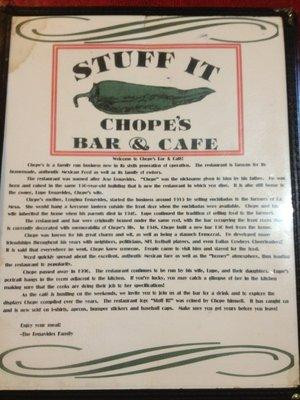 STUFF IT
CHOPE'S
BAR & CAFE
Welcome to Chope's Bar & Café!
Chope's is a family run business now in its sixth generation of operation. The restaurant is famous for its
homemade, authentic Mexican Food as well as its family of owners.
The restaurant was named after Jose Benavides. "Chope" was the nickname given to him by his father. He was
born and raised in the same 150-year-old building that is now the restaurant in which you dine. It is also still home to
the owner, Lupe Benavides, Chope's wife.
Chope's mother, Longina Benavides, started the business around 1915 by selling enchiladas to the farmers of La
Mesa. She would hang a kerosene lantern outside the front door when the enchiladas were available. Chope and his
wife inherited the home when his parents died in 1940. Lupe continued the tradition of selling food to the farmers.
The restaurant and bar were originally housed under the same roof, with the bar occupying the front room that
is currently decorated with memorabilia of Chope's life. In 1948, Chope built a new bar 150 feet from the home.
Chope was known for his great charm and wit, as well as being a staunch Democrat. He developed many
friendships throughout his years with neighbors, politicians, NFL football players, and even Dallas Cowboys Cheerleaders!
It is said that everywhere he went, Chope knew someone. People came to visit him and stayed for the food.
Word quickly spread about the excellent, authentic Mexican fare as well as the "homey" atmosphere, thus lending
the restaurant to popularity.
Chope passed away in 1990. The restaurant continues to be run by his wife, Lupe, and their daughters. Lupe's
portrait hangs in the room adjacent to the kitchen. If you're lucky, you may catch a glimpse of her in the kitchen
making sure that the cooks are doing their job to her specifications!
As the café is bustling on the weekends, we invite you to join us at the bar for a drink and to explore the
displays Chope compiled over the years. The restaurant logo "Stuff It!" was coined by Chope himself. It has caught on
and is now sold on t-shirts, aprons, bumper stickers and baseball caps. Make sure you get yours before you leave!
Enjoy your meal!
-The Benavides Family